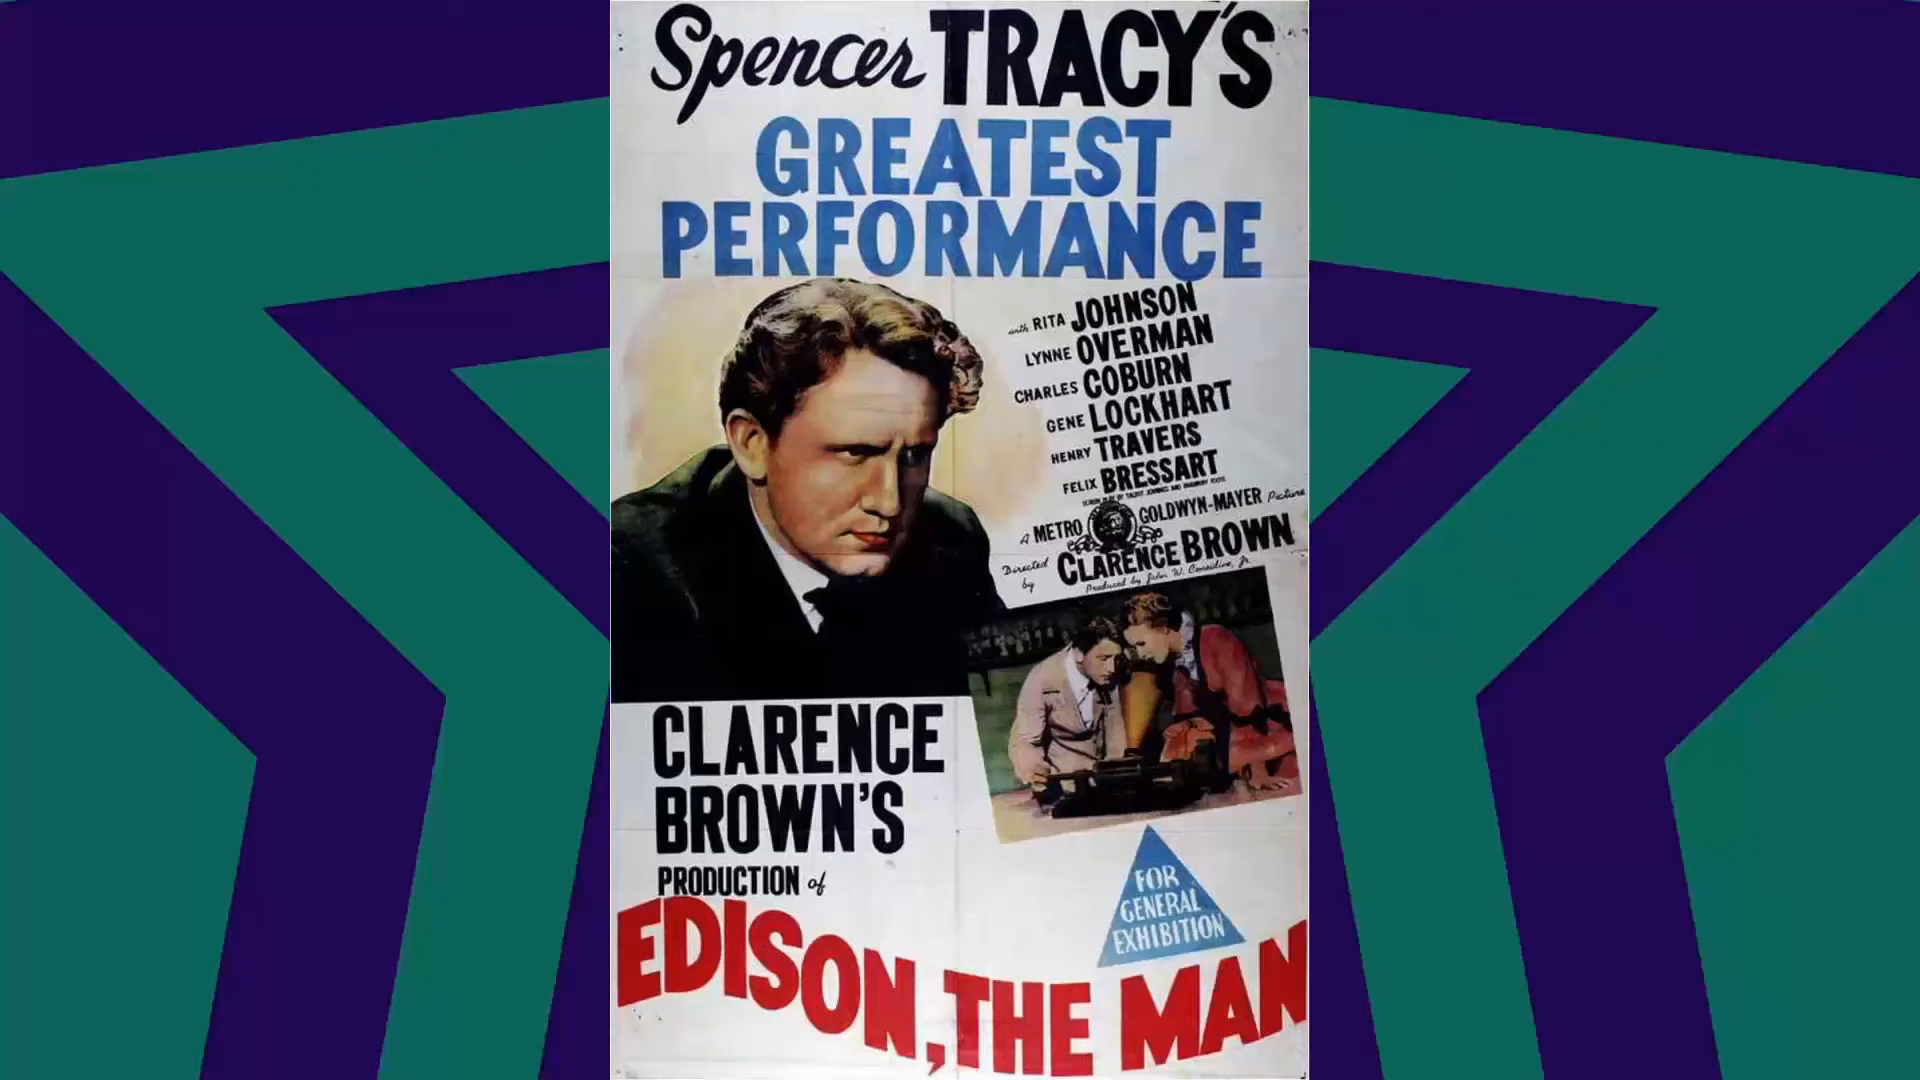 Spencer TRACY'S
GREATEST
PERFORMANCE
with RITA JOHNSON
LYNNE OVERMAN
CHARLES COBURN
GENE LOCKHART
HENRY TRAVERS
FELIX BRESSART
A METRO GOLDWYN-MAYER Picture
Directed by CLARENCE BROWN
Produced by John W. Considine, Jr.
CLARENCE
BROWN'S
PRODUCTION of
FOR
GENERAL
EXHIBITION
EDISON, THE MAN